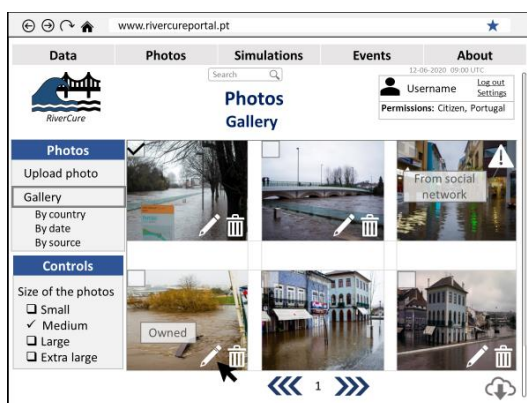 www.rivercureportal.pt
Data Photos Simulations Events About
Search
12-06-2020 09:00 UTC
RiverCure
Photos
Gallery
Username
Log out
Settings
Permissions: Citizen, Portugal
Photos
Upload photo
Gallery
By country
By date
By source
Controls
Size of the photos
Small
Medium
Large
Extra large
From social
network
Owned
1